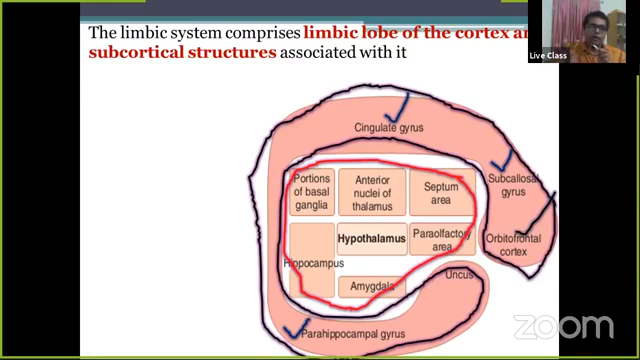 The limbic system comprises limbic lobe of the cortex an
subcortical structures associated with it
Live Class
Cingulate gyrus
Portions
of basal
ganglia
Anterior
nuclei of
thalamus
Septum
area
Subcallosal
gyrus
Hypothalamus
Paraolfactory
area
Orbitofrontal
cortex
Hippocampus
Amygdala
Uncus
Parahippocampal gyrus
zoom